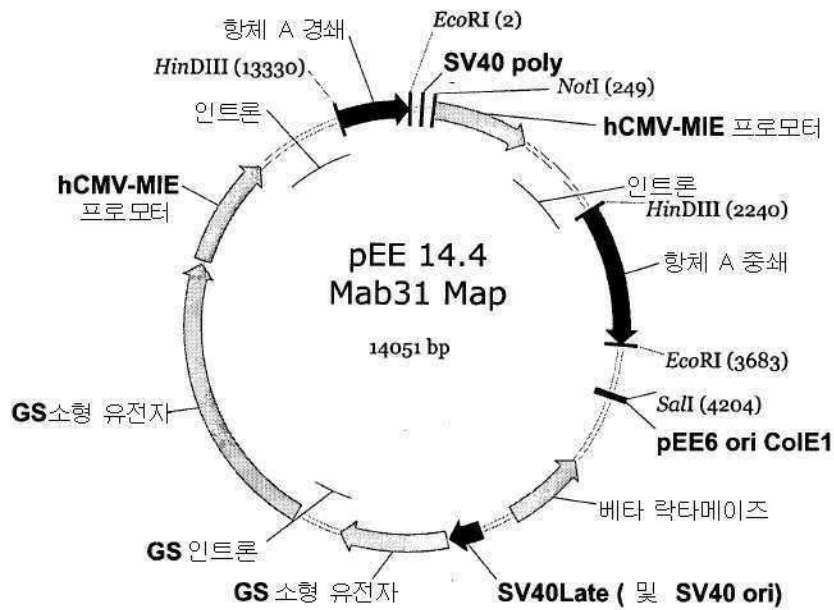 항체 A 경쇄
EcoRI (2)
HinDIII (13330)
SV40 poly
NotI (249)
인트론
hCMV-MIE 프로모터
hCMV-MIE
프로모터
인트론
HinDIII (2240)
pEE 14.4
Mab31 Map
항체 A 중쇄
14051 bp
EcoRI (3683)
GS소형 유전자
SalI (4204)
pEE6 ori ColE1
베타 락타메이즈
GS 인트론
GS 소형 유전자
SV40Late ( 및 SV40 ori)